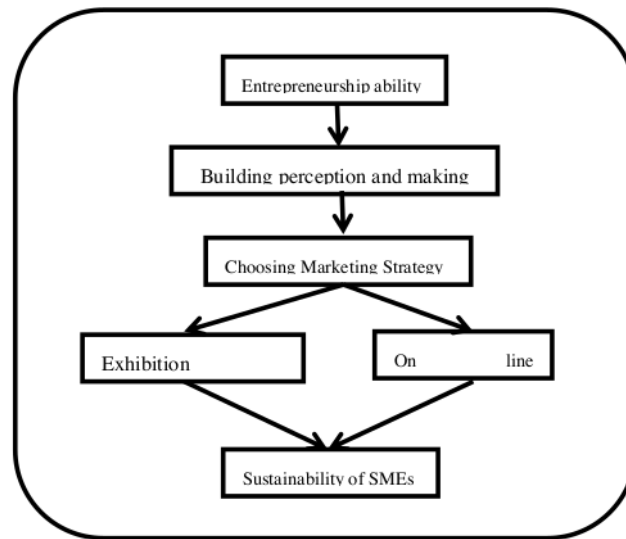 Entrepreneurship ability
Building perception and making
Choosing Marketing Strategy
Exhibition
On line
Sustainability of SMEs